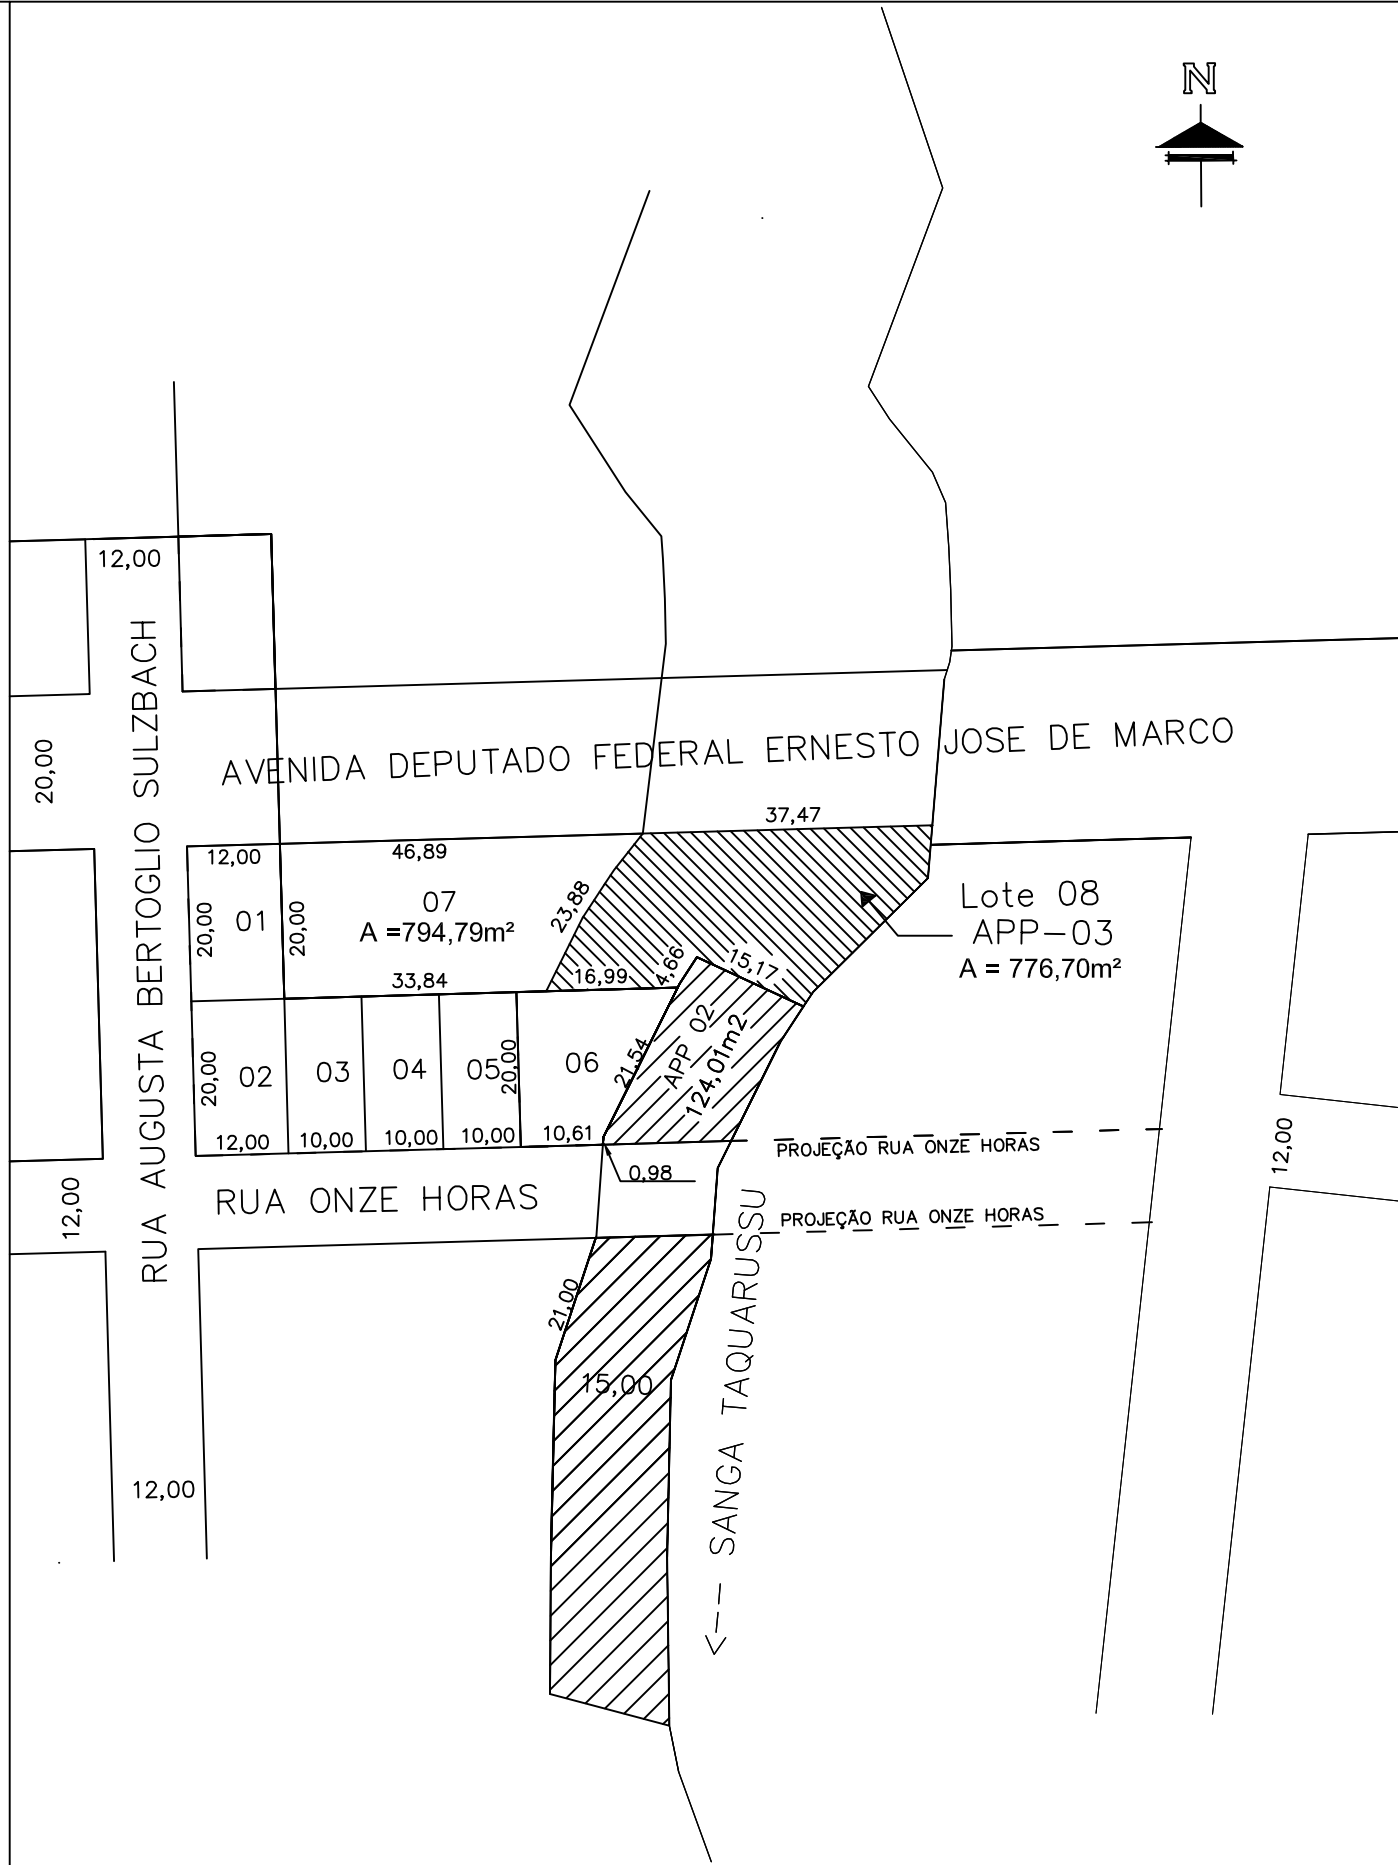 N
12,00
RUA AUGUSTA BERTOGLIO SULZBACH
20,00
AVENIDA DEPUTADO FEDERAL ERNESTO JOSE DE MARCO
37,47
12,00
46,89
20,00
01
20,00
07
A =794,79m²
23,88
Lote 08
APP-03
A = 776,70m²
33,84
16,99
4,66
15,17
20,00
02
03
04
05
20,00
06
21,54
APP 02
124,01m2
12,00
10,00
10,00
10,00
10,61
0,98
PROJEÇÃO RUA ONZE HORAS
12,00
12,00
RUA ONZE HORAS
PROJEÇÃO RUA ONZE HORAS
21,00
15,00
SANGA TAQUARUSSU
12,00